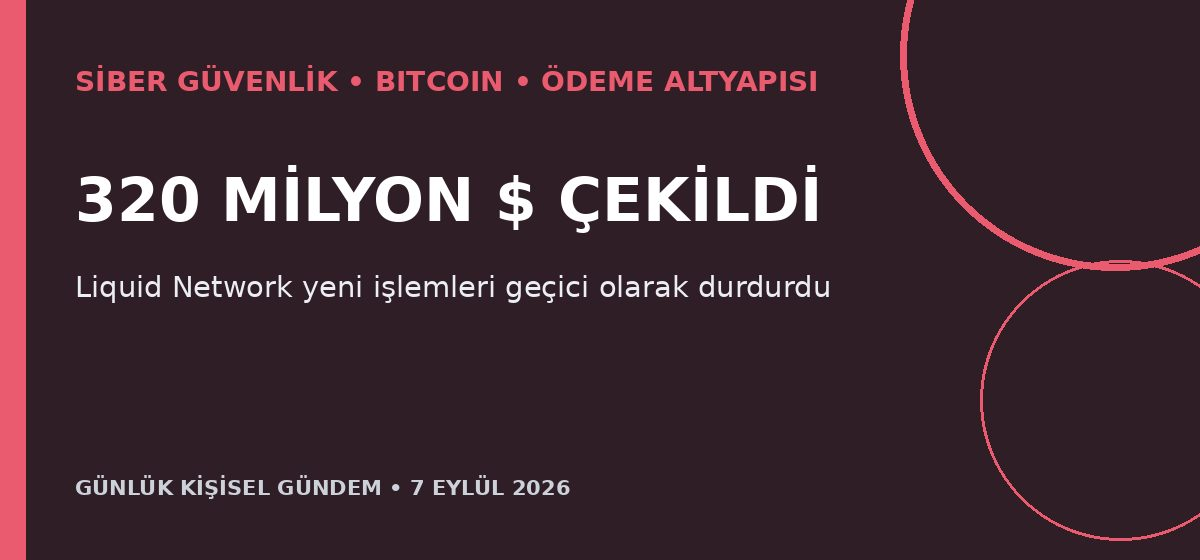 SİBER GÜVENLİK • BITCOIN • ÖDEME ALTYAPISI
320 MİLYON $ ÇEKİLDİ
Liquid Network yeni işlemleri geçici olarak durdurdu
GÜNLÜK KİŞİSEL GÜNDEM • 7 EYLÜL 2026